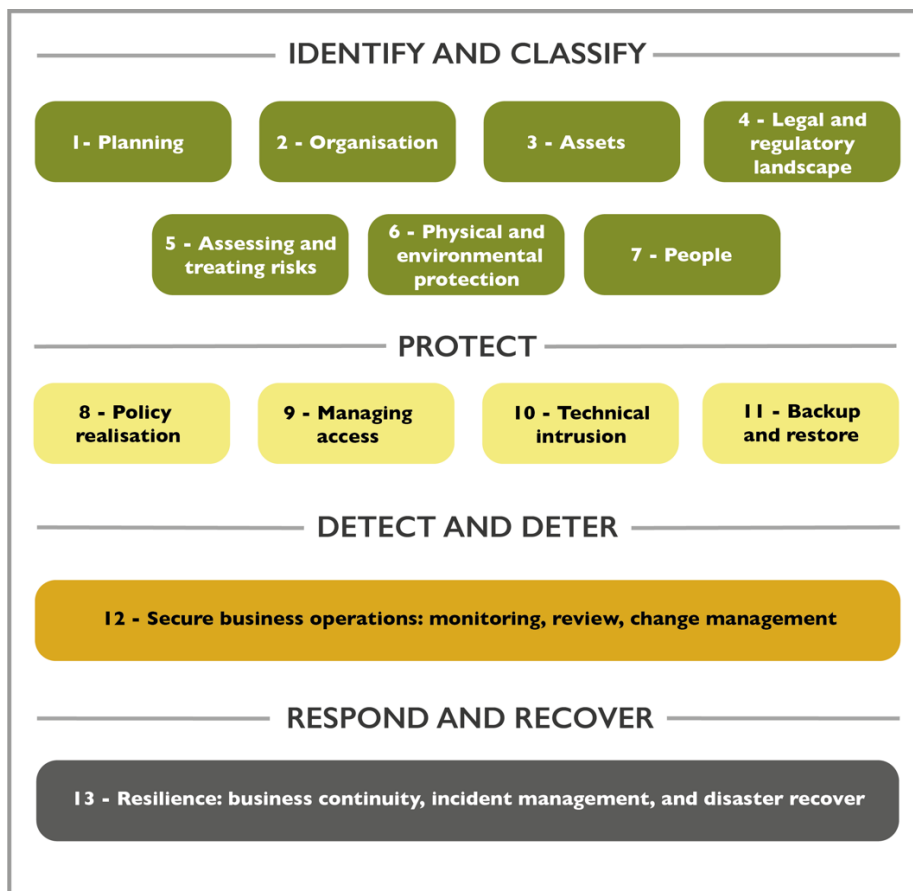 IDENTIFY AND CLASSIFY
1- Planning
2 - Organisation
3 - Assets
4 - Legal and
regulatory
landscape
5 - Assessing and
treating risks
6 - Physical and
environmental
protection
7 - People
PROTECT
8 - Policy
realisation
9 - Managing
access
10 - Technical
intrusion
11 - Backup
and restore
DETECT AND DETER
12 - Secure business operations: monitoring, review, change management
RESPOND AND RECOVER
13 - Resilience: business continuity, incident management, and disaster recover